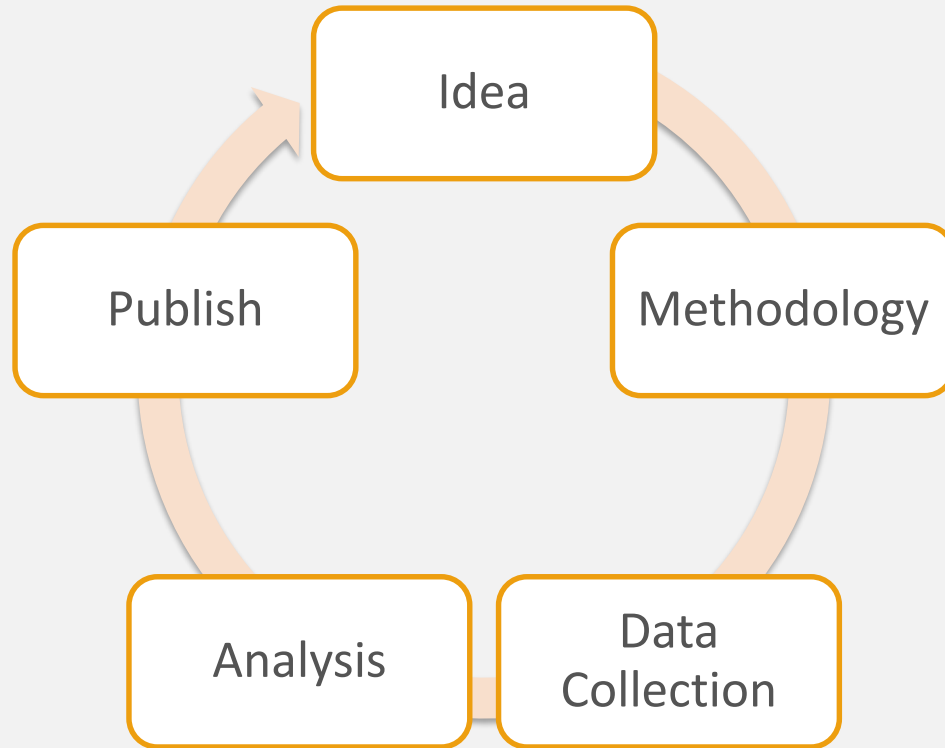 Idea
Methodology
Data
Collection
Analysis
Publish